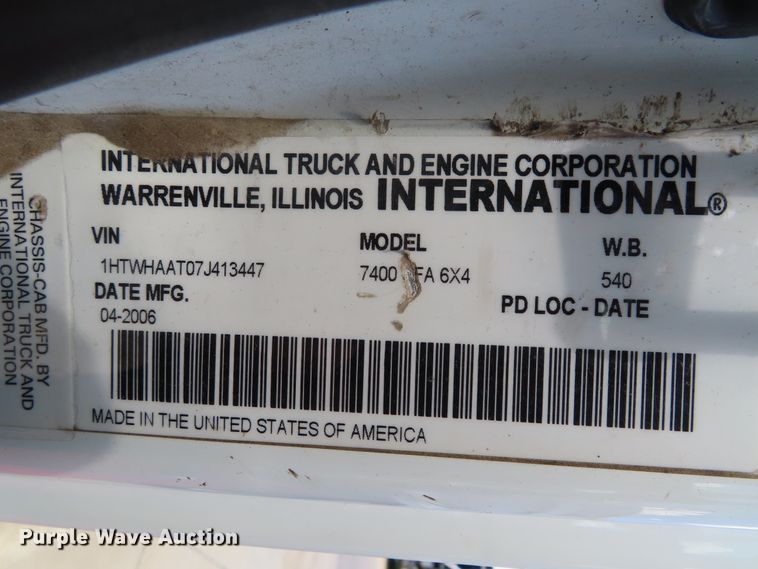 INTERNATIONAL TRUCK AND ENGINE CORPORATION
WARRENVILLE, ILLINOIS INTERNATIONAL®
VIN MODEL W.B.
1HTWHAAT07J413447 7400 FA 6X4 540
DATE MFG. PD LOC - DATE
04-2006
MADE IN THE UNITED STATES OF AMERICA
CHASSIS-CAB MFD. BY
INTERNATIONAL TRUCK AND
ENGINE CORPORATION
Purple Wave Auction